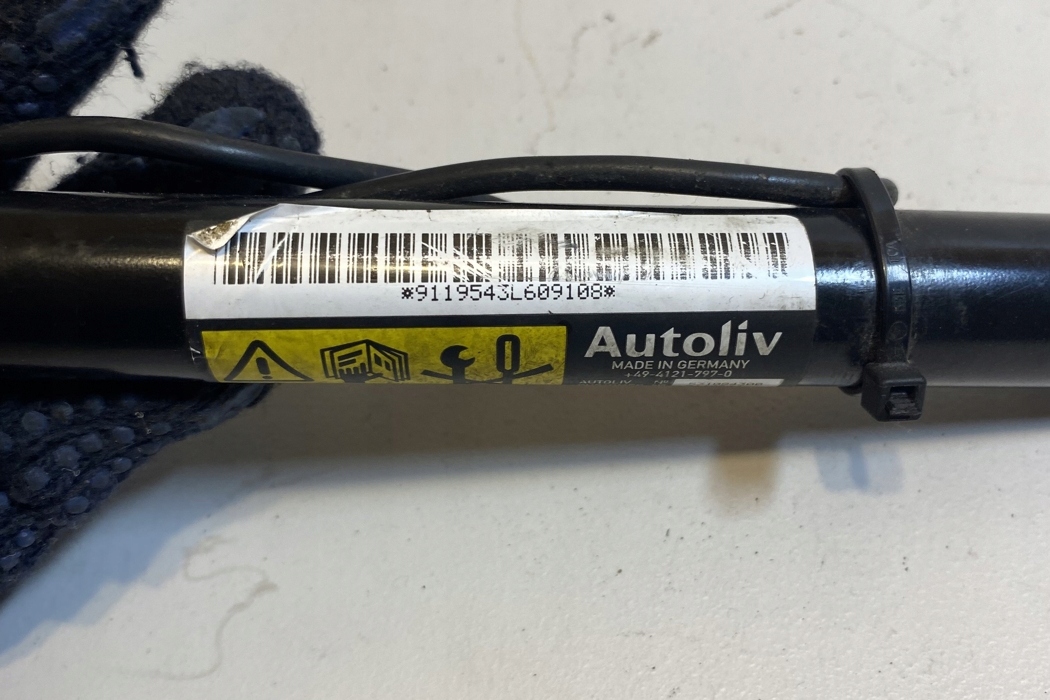 *9119543L609108*
Autoliv
MADE IN GERMANY
+49-4121-797-0
AUTOLIV